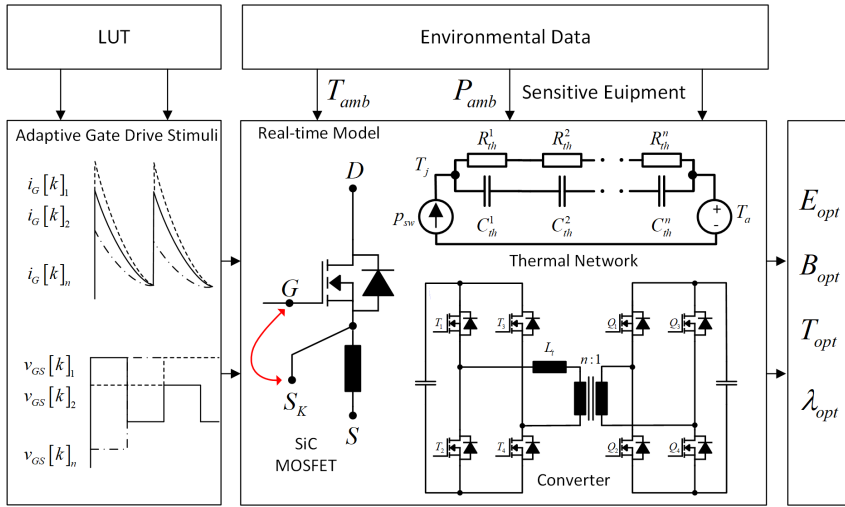 LUT
Environmental Data
T_amb
P_amb
Sensitive Euipment
Adaptive Gate Drive Stimuli
i_G[k]_1
i_G[k]_2
i_G[k]_n
v_GS[k]_1
v_GS[k]_2
v_GS[k]_n
Real-time Model
D
G
S_K
S
SiC
MOSFET
R_th^1
R_th^2
R_th^n
T_j
p_sw
C_th^1
C_th^2
C_th^n
T_a
+
-
Thermal Network
T_1
T_3
Q_3
L_1
n:1
T_2
T_4
Q_2
Q_4
Converter
E_opt
B_opt
T_opt
λ_opt